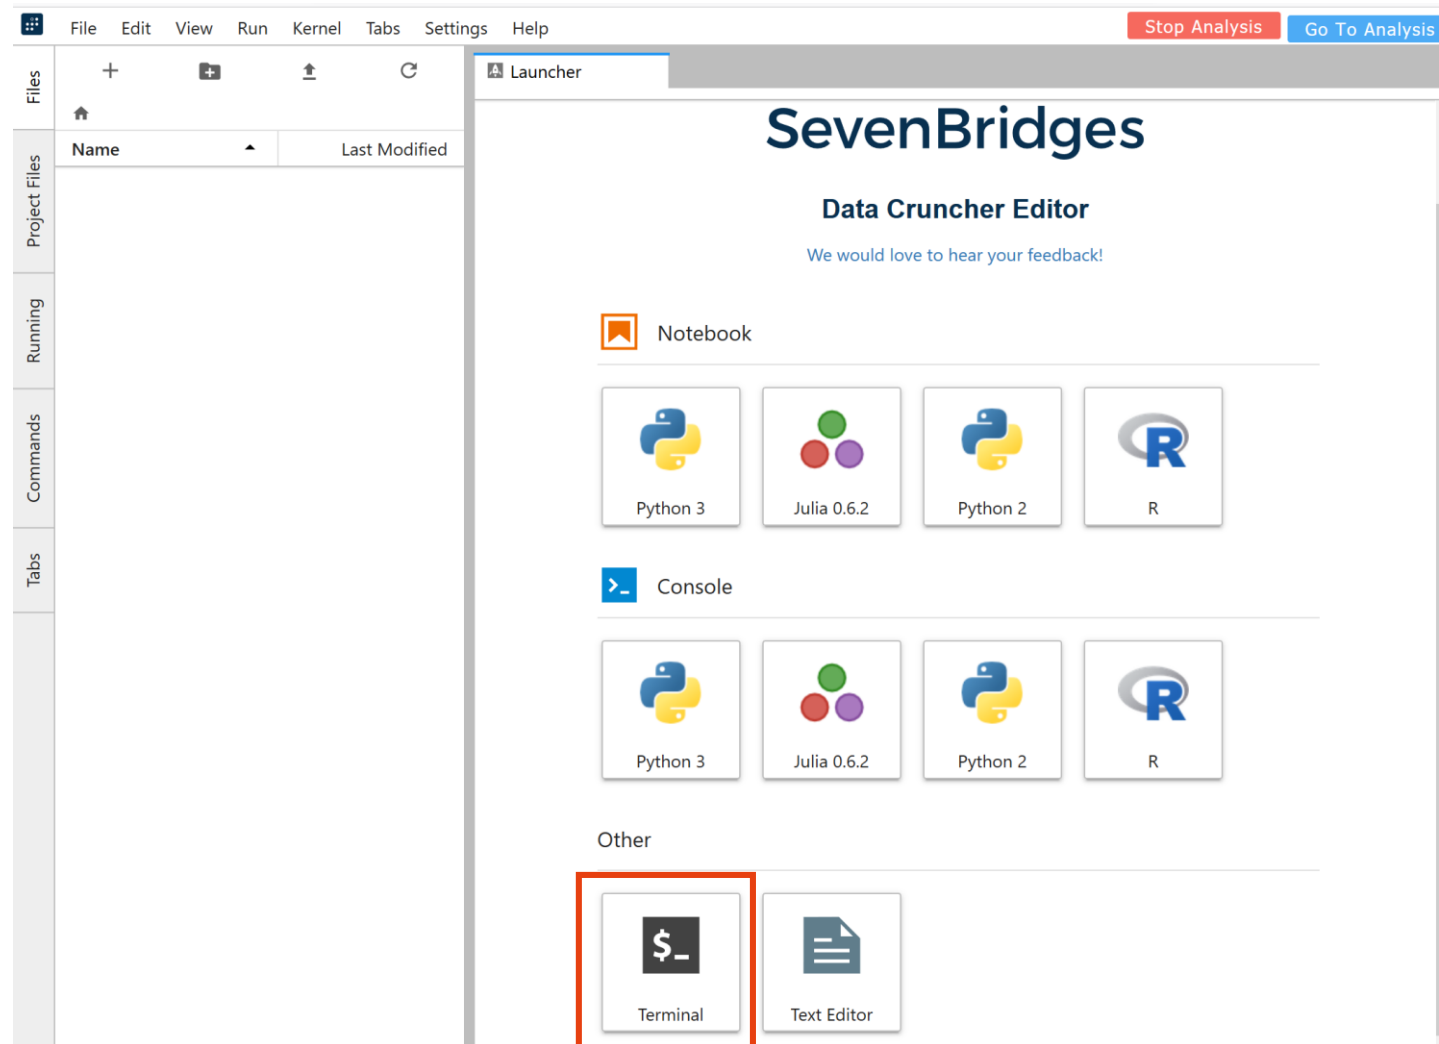 File Edit View Run Kernel Tabs Settings Help Stop Analysis Go To Analysis
Files
Project Files
Running
Commands
Tabs
Name Last Modified
Launcher
SevenBridges
Data Cruncher Editor
We would love to hear your feedback!
Notebook
Python 3 Julia 0.6.2 Python 2 R
Console
Python 3 Julia 0.6.2 Python 2 R
Other
$_
Terminal Text Editor